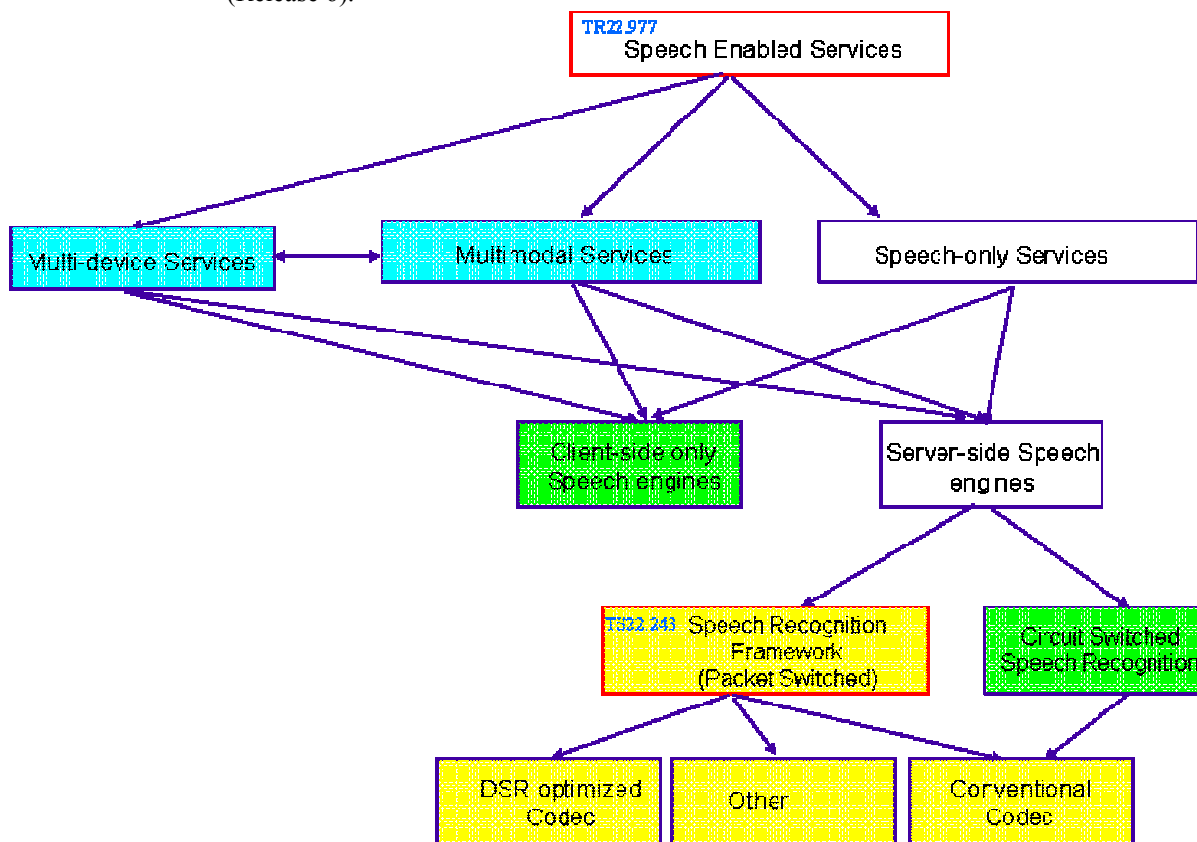 (Release 6).
TR22.977
Speech Enabled Services
Multi-device Services
Multimodal Services
Speech-only Services
Client-side only
Speech engines
Server-side Speech
engines
TS22.243
Speech Recognition
Framework
(Packet Switched)
Circuit Switched
Speech Recognition
DSR optimized
Codec
Other
Conventional
Codec